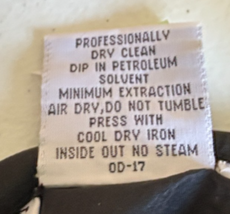 PROFESSIONALLY
DRY CLEAN
DIP IN PETROLEUM
SOLVENT
MINIMUM EXTRACTION
AIR DRY,DO NOT TUMBLE
PRESS WITH
COOL DRY IRON
INSIDE OUT NO STEAM
OD-17